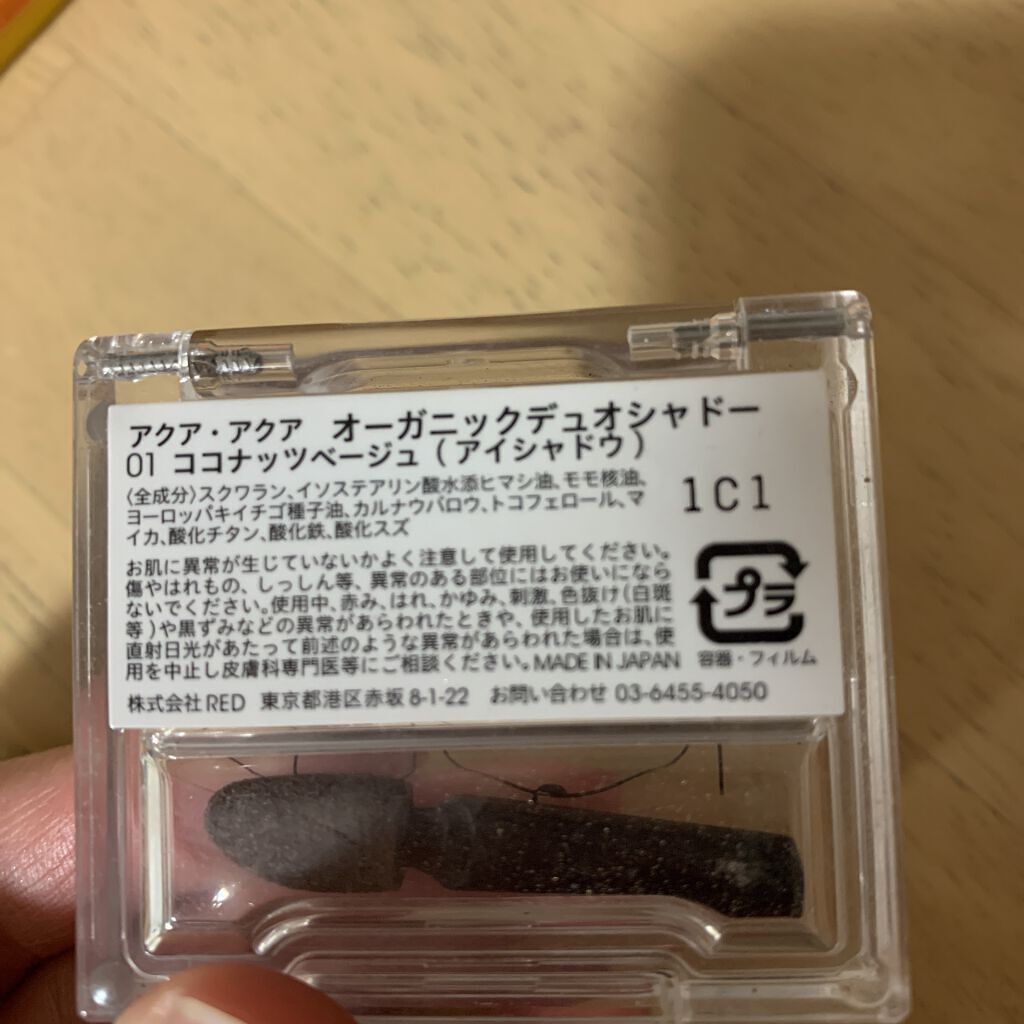 アクア・アクア　オーガニックデュオシャドー
01 ココナッツベージュ（アイシャドウ）
〈全成分〉スクワラン、イソステアリン酸水添ヒマシ油、モモ核油、
ヨーロッパキイチゴ種子油、カルナウバロウ、トコフェロール、マ
イカ、酸化チタン、酸化鉄、酸化スズ
1C1
お肌に異常が生じていないかよく注意して使用してください。
傷やはれもの、しっしん等、異常のある部位にはお使いになら
ないでください。使用中、赤み、はれ、かゆみ、刺激、色抜け（白斑
等）や黒ずみなどの異常があらわれたときや、使用したお肌に
直射日光があたって前述のような異常があらわれた場合は、使
用を中止し皮膚科専門医等にご相談ください。MADE IN JAPAN
プラ
容器・フィルム
株式会社RED　東京都港区赤坂8-1-22　お問い合わせ 03-6455-4050